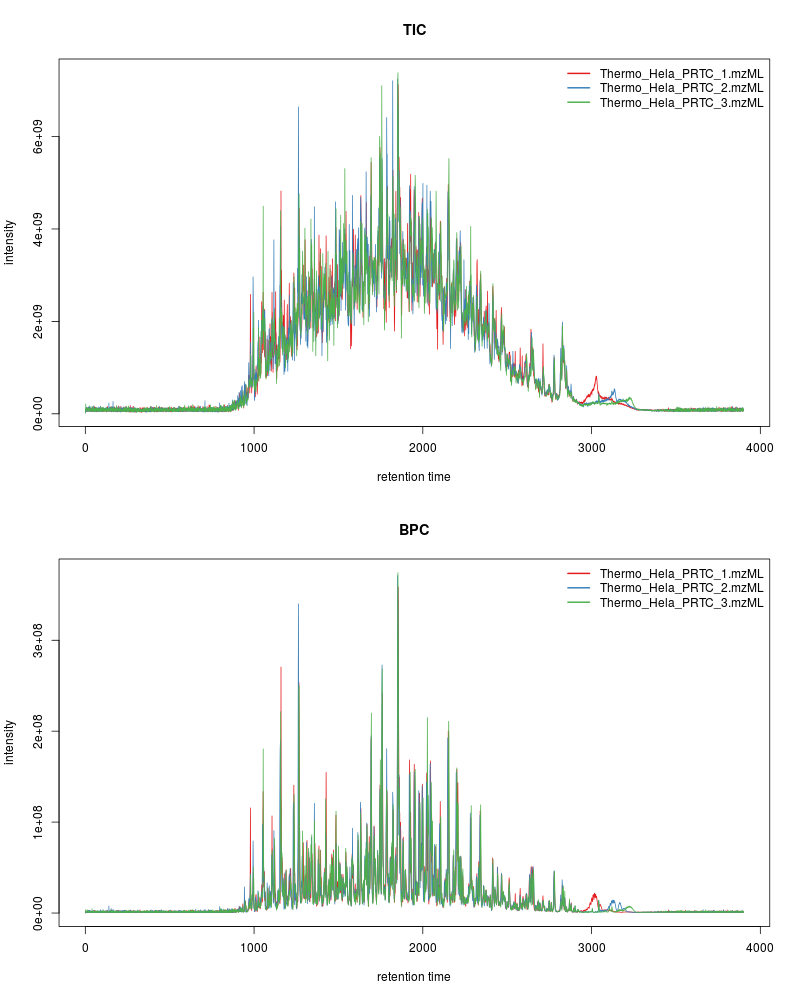 TIC
Thermo_Hela_PRTC_1.mzML
Thermo_Hela_PRTC_2.mzML
Thermo_Hela_PRTC_3.mzML
intensity
6e+09
4e+09
2e+09
0e+00
0 1000 2000 3000 4000
retention time
BPC
Thermo_Hela_PRTC_1.mzML
Thermo_Hela_PRTC_2.mzML
Thermo_Hela_PRTC_3.mzML
intensity
3e+08
2e+08
1e+08
0e+00
0 1000 2000 3000 4000
retention time